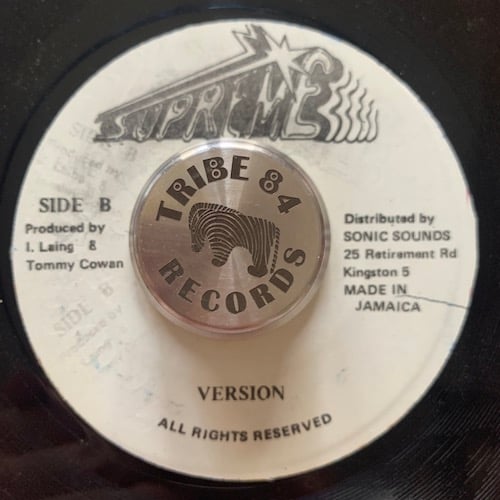 SUPREME
TRIBE 84
RECORDS
SIDE B
Produced by
I. Laing &
Tommy Cowan
Distributed by
SONIC SOUNDS
25 Retirement Rd
Kingston 5
MADE IN
JAMAICA
SIDE B
VERSION
ALL RIGHTS RESERVED